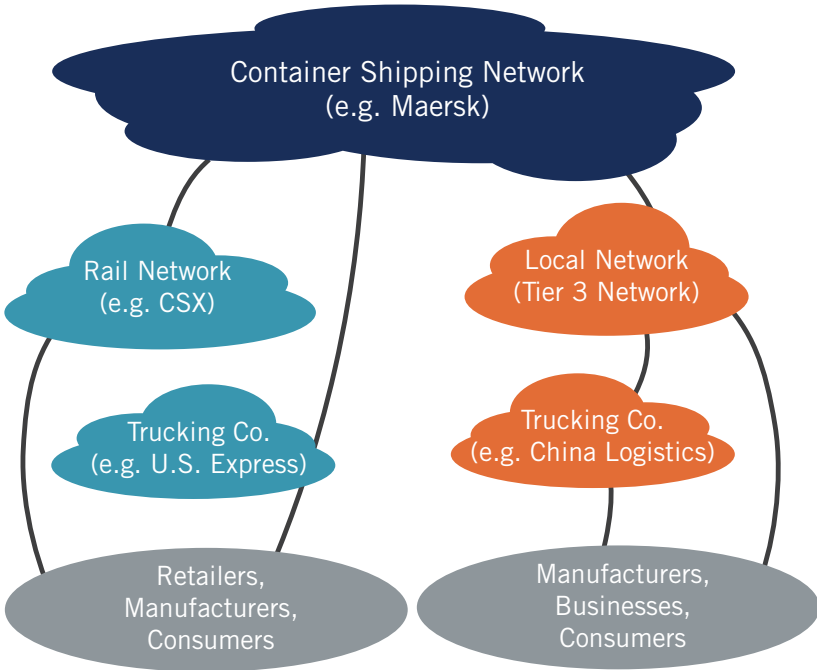 Container Shipping Network
(e.g. Maersk)
Rail Network
(e.g. CSX)
Local Network
(Tier 3 Network)
Trucking Co.
(e.g. U.S. Express)
Trucking Co.
(e.g. China Logistics)
Retailers,
Manufacturers,
Consumers
Manufacturers,
Businesses,
Consumers